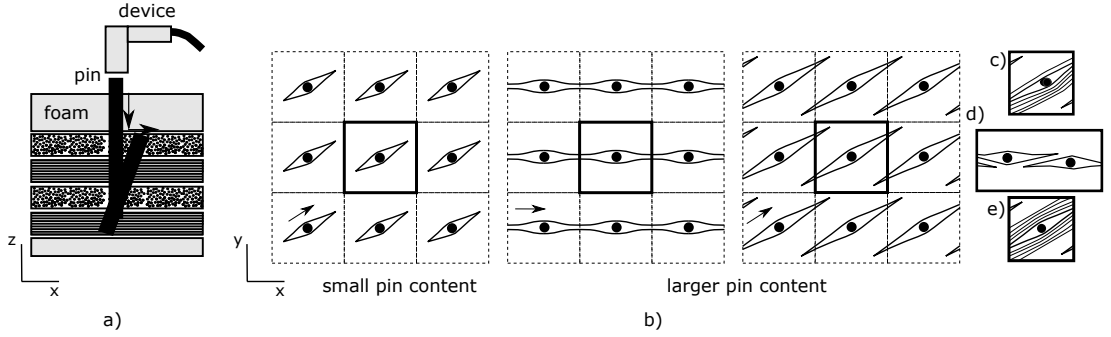 device
pin
foam
z
x
a)
y
x
small pin content
larger pin content
b)
c)
d)
e)